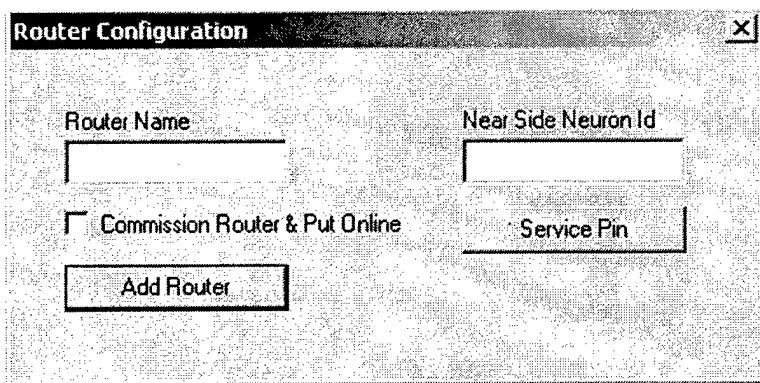 Router Configuration
Router Name
Near Side Neuron Id
Commission Router & Put Online
Service Pin
Add Router